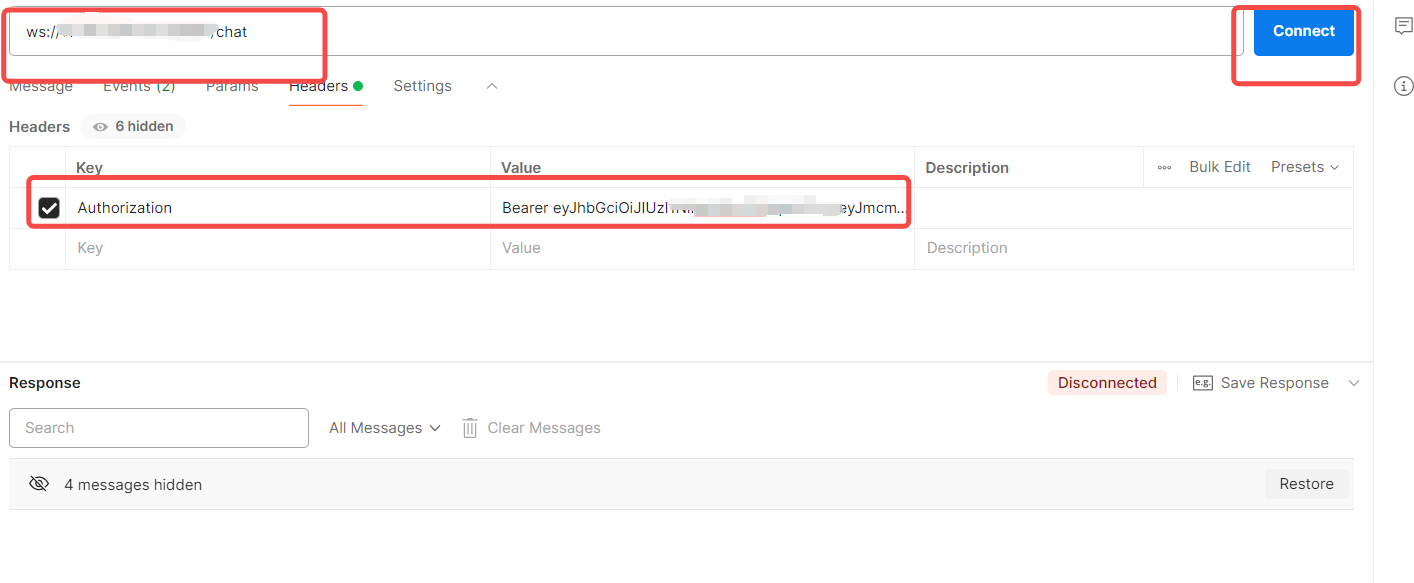 ws:// /chat
Connect
Message Events (2) Params Headers Settings
Headers 6 hidden
Key Value Description Bulk Edit Presets
Authorization Bearer eyJhbGciOiJIUzI eyJmcm...
Key Value Description
Response Disconnected e.g. Save Response
Search All Messages Clear Messages
4 messages hidden Restore